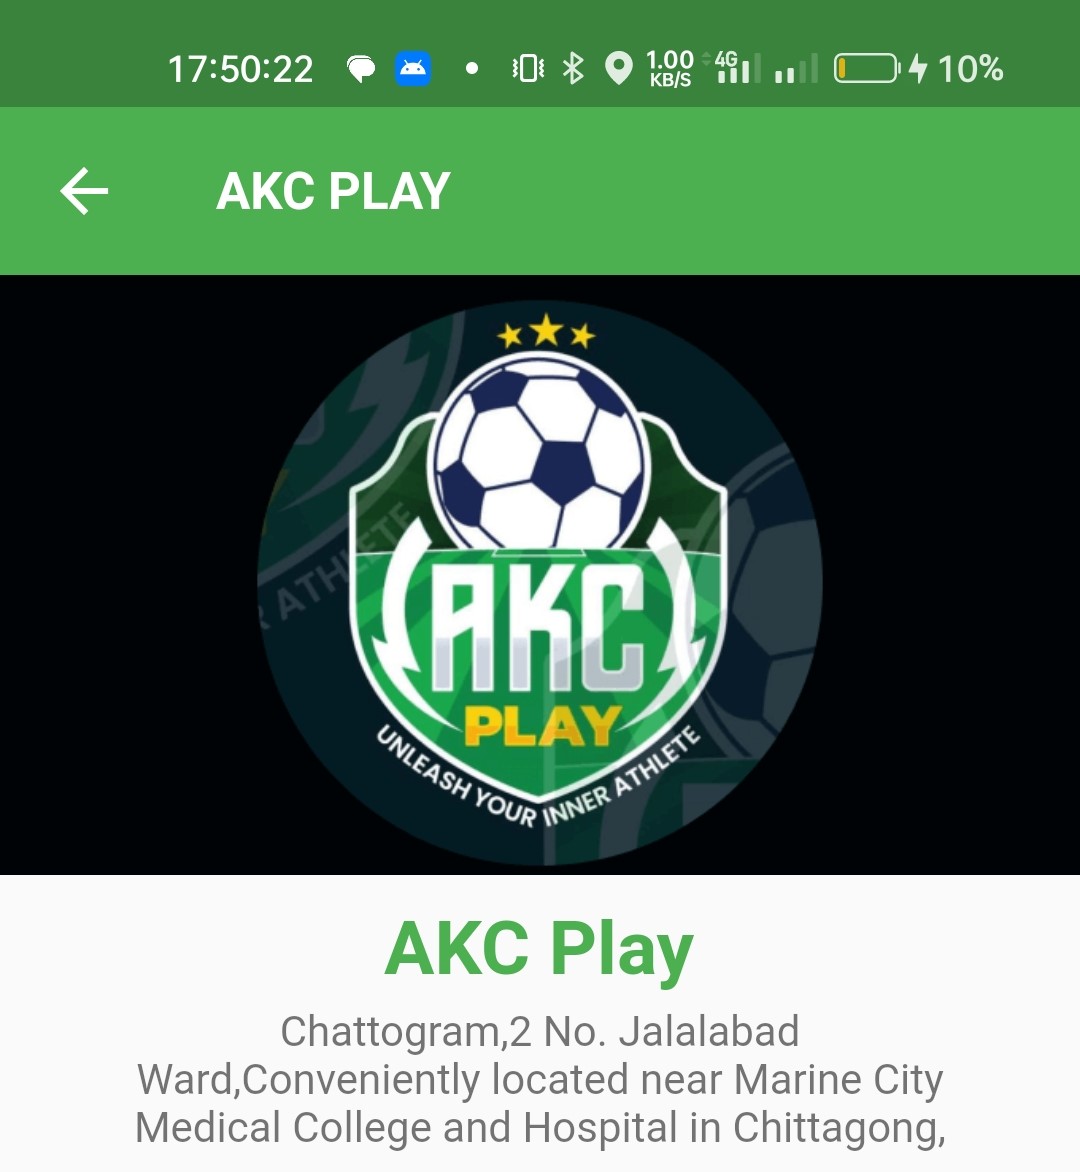 17:50:22 1.00 KB/S 4G 10%
AKC PLAY
R ATHLETE
AKC
PLAY
UNLEASH YOUR INNER ATHLETE
AKC Play
Chattogram,2 No. Jalalabad
Ward,Conveniently located near Marine City
Medical College and Hospital in Chittagong,